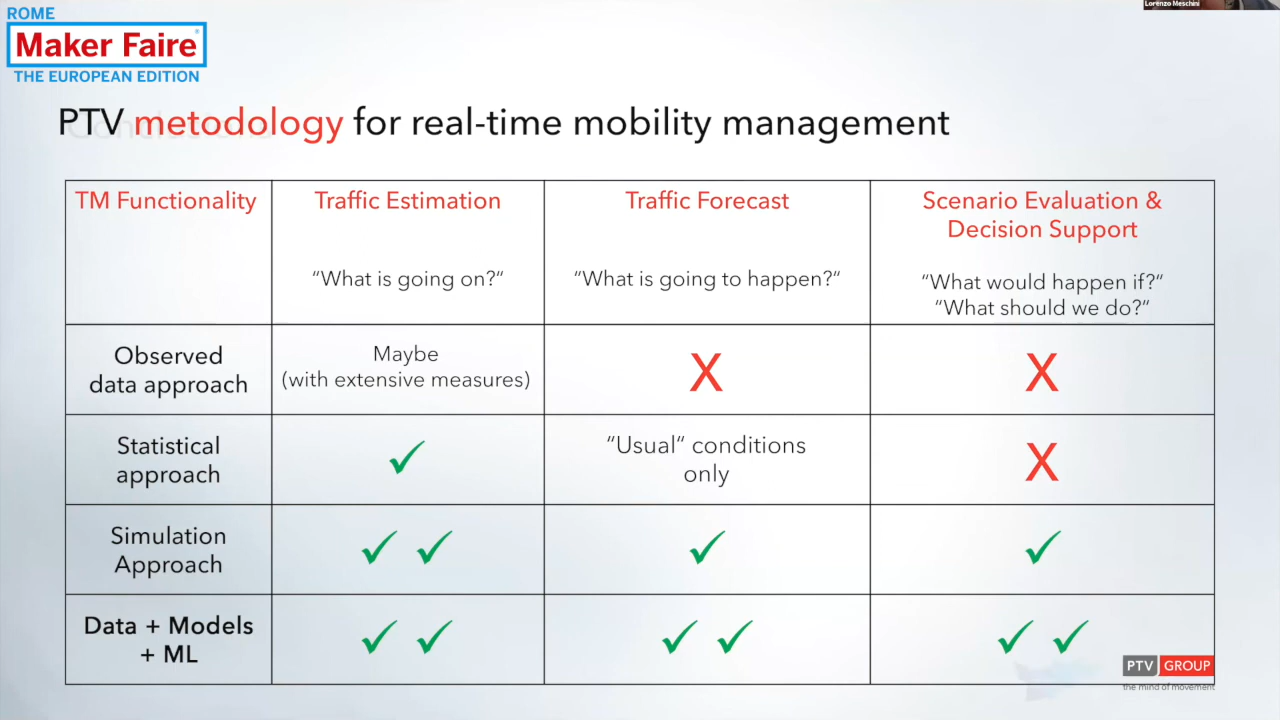 Lorenzo Meschini
ROME
Maker Faire
THE EUROPEAN EDITION
PTV metodology for real-time mobility management
TM Functionality
Traffic Estimation
"What is going on?"
Traffic Forecast
"What is going to happen?"
Scenario Evaluation &
Decision Support
"What would happen if?"
"What should we do?"
Observed
data approach
Maybe
(with extensive measures)
X
X
Statistical
approach
✓
"Usual" conditions
only
X
Simulation
Approach
✓ ✓
✓
✓
Data + Models
+ ML
✓ ✓
✓ ✓
✓ ✓
PTV GROUP
the mind of movement